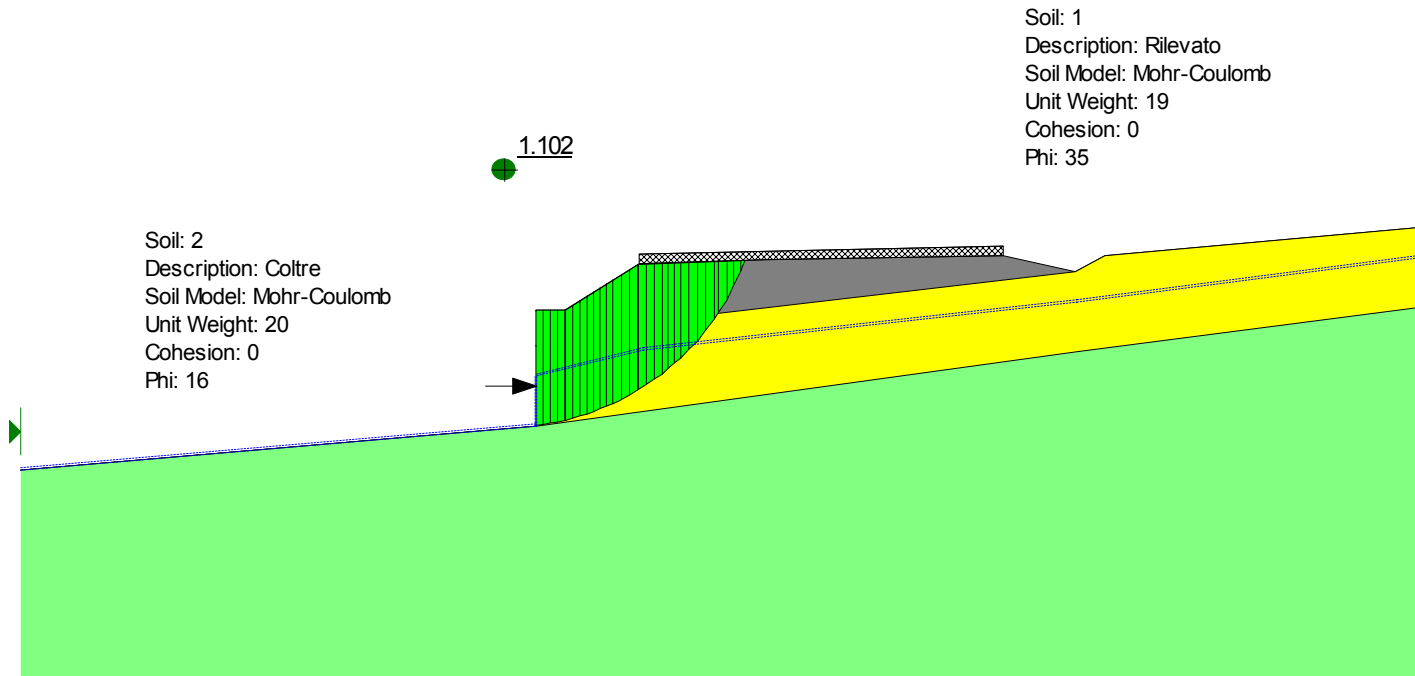 Soil: 1
Description: Rilevato
Soil Model: Mohr-Coulomb
Unit Weight: 19
Cohesion: 0
Phi: 35
1.102
Soil: 2
Description: Coltre
Soil Model: Mohr-Coulomb
Unit Weight: 20
Cohesion: 0
Phi: 16